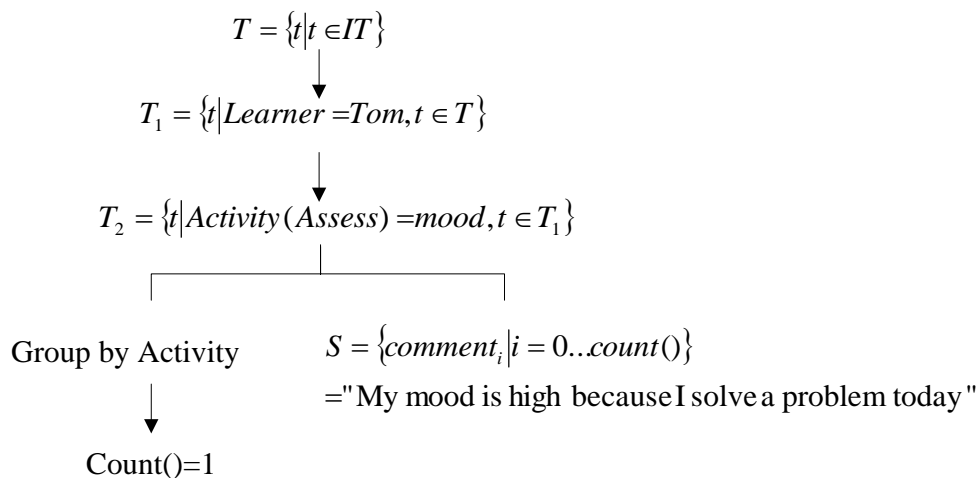 T = {t|t ∈IT}
T₁ = {t|Learner =Tom, t ∈ T}
T₂ = {t|Activity(Assess) =mood, t ∈ T₁}
Group by Activity
S = {commentᵢ|i = 0...count()}
="My mood is high because I solve a problem today"
Count()=1